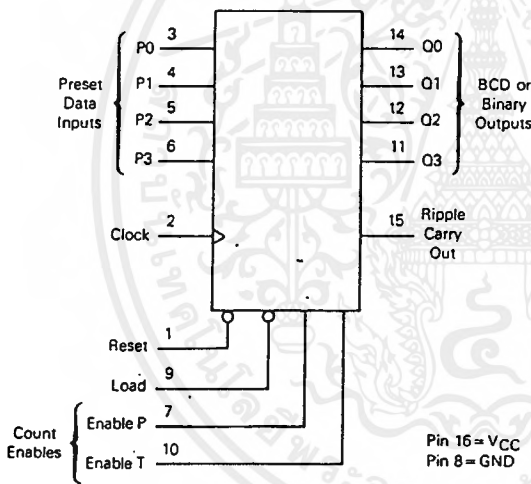 Preset
Data
Inputs
P0 3
P1 4
P2 5
P3 6
Clock 2
14 Q0
13 Q1
12 Q2
11 Q3
BCD or
Binary
Outputs
15 Ripple
Carry
Out
Reset 1
Load 9
Count
Enables
Enable P 7
Enable T 10
Pin 16 = VCC
Pin 8 = GND